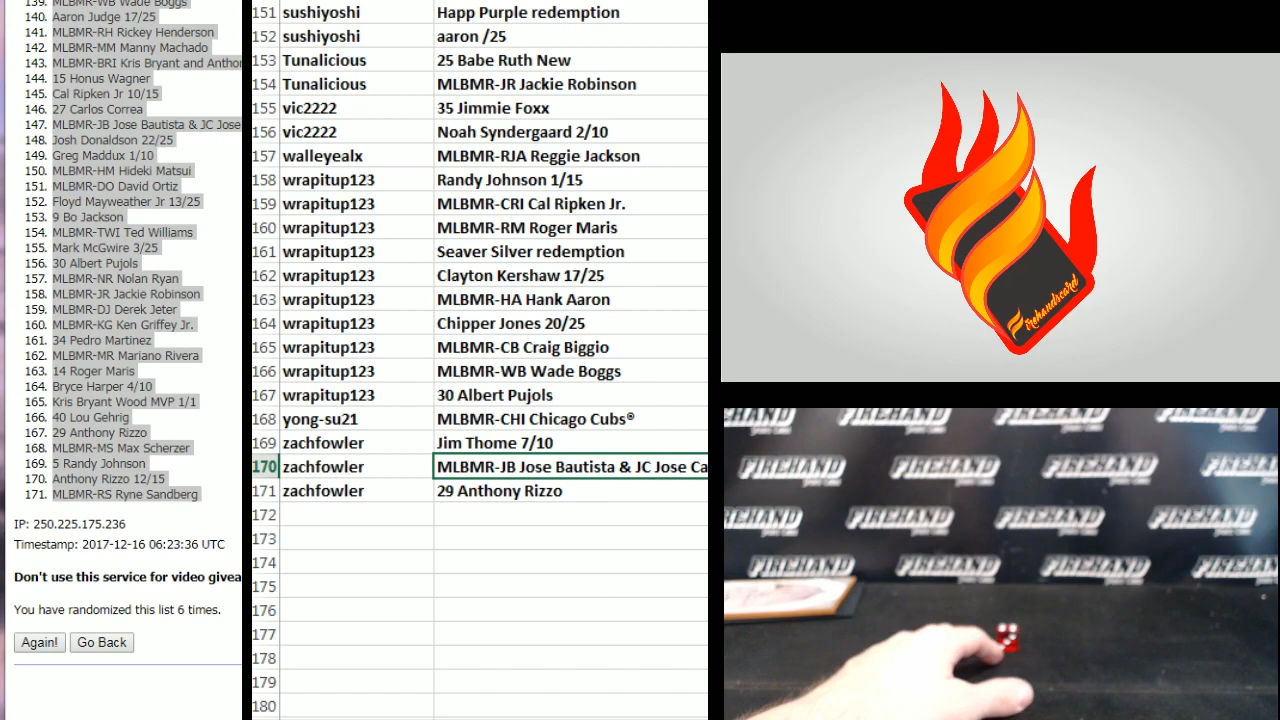 139. MLBMR-WB Wade Boggs
140. Aaron Judge 17/25
141. MLBMR-RH Rickey Henderson
142. MLBMR-MM Manny Machado
143. MLBMR-BRI Kris Bryant and Anthor
144. 15 Honus Wagner
145. Cal Ripken Jr 10/15
146. 27 Carlos Correa
147. MLBMR-JB Jose Bautista & JC Jose
148. Josh Donaldson 22/25
149. Greg Maddux 1/10
150. MLBMR-HM Hideki Matsui
151. MLBMR-DO David Ortiz
152. Floyd Mayweather Jr 13/25
153. 9 Bo Jackson
154. MLBMR-TWI Ted Williams
155. Mark McGwire 3/25
156. 30 Albert Pujols
157. MLBMR-NR Nolan Ryan
158. MLBMR-JR Jackie Robinson
159. MLBMR-DJ Derek Jeter
160. MLBMR-KG Ken Griffey Jr.
161. 34 Pedro Martinez
162. MLBMR-MR Mariano Rivera
163. 14 Roger Maris
164. Bryce Harper 4/10
165. Kris Bryant Wood MVP 1/1
166. 40 Lou Gehrig
167. 29 Anthony Rizzo
168. MLBMR-MS Max Scherzer
169. 5 Randy Johnson
170. Anthony Rizzo 12/15
171. MLBMR-RS Ryne Sandberg
IP: 250.225.175.236
Timestamp: 2017-12-16 06:23:36 UTC
Don't use this service for video givea
You have randomized this list 6 times.
Again! Go Back
151 sushiyoshi Happ Purple redemption
152 sushiyoshi aaron /25
153 Tunalicious 25 Babe Ruth New
154 Tunalicious MLBMR-JR Jackie Robinson
155 vic2222 35 Jimmie Foxx
156 vic2222 Noah Syndergaard 2/10
157 walleyealx MLBMR-RJA Reggie Jackson
158 wrapitup123 Randy Johnson 1/15
159 wrapitup123 MLBMR-CRI Cal Ripken Jr.
160 wrapitup123 MLBMR-RM Roger Maris
161 wrapitup123 Seaver Silver redemption
162 wrapitup123 Clayton Kershaw 17/25
163 wrapitup123 MLBMR-HA Hank Aaron
164 wrapitup123 Chipper Jones 20/25
165 wrapitup123 MLBMR-CB Craig Biggio
166 wrapitup123 MLBMR-WB Wade Boggs
167 wrapitup123 30 Albert Pujols
168 yong-su21 MLBMR-CHI Chicago Cubs®
169 zachfowler Jim Thome 7/10
170 zachfowler MLBMR-JB Jose Bautista & JC Jose Ca
171 zachfowler 29 Anthony Rizzo
172
173
174
175
176
177
178
179
180
Firehandscard
FIREHAND FIREHAND FIREHAND
FIREHAND FIREHAND FIREHAND FIREHAND
FIREHAND FIREHAND FIREHAND FIREHAND